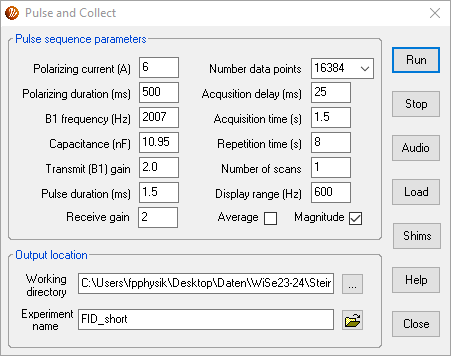 Pulse and Collect
Pulse sequence parameters
Polarizing current (A) 6 Number data points 16384
Polarizing duration (ms) 500 Acqusition delay (ms) 25
B1 frequency (Hz) 2007 Acquisition time (s) 1.5
Capacitance (nF) 10.95 Repetition time (s) 8
Transmit (B1) gain 2.0 Number of scans 1
Pulse duration (ms) 1.5 Display range (Hz) 600
Receive gain 2 Average Magnitude
Run
Stop
Audio
Load
Shims
Help
Close
Output location
Working
directory
C:\Users\fpphysik\Desktop\Daten\WiSe23-24\Steir
...
Experiment
name
FID_short